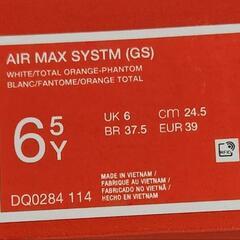 AIR MAX SYSTM (GS)
WHITE/TOTAL ORANGE-PHANTOM
BLANC/FANTOME/ORANGE TOTAL
6 5 Y
UK 6 cm 24.5
BR 37.5 EUR 39
DQ0284 114
MADE IN VIETNAM
FABRIQUE AU VIETNAM
FABRICADO NO VIETNÃ
HECHO EN VIETNAM